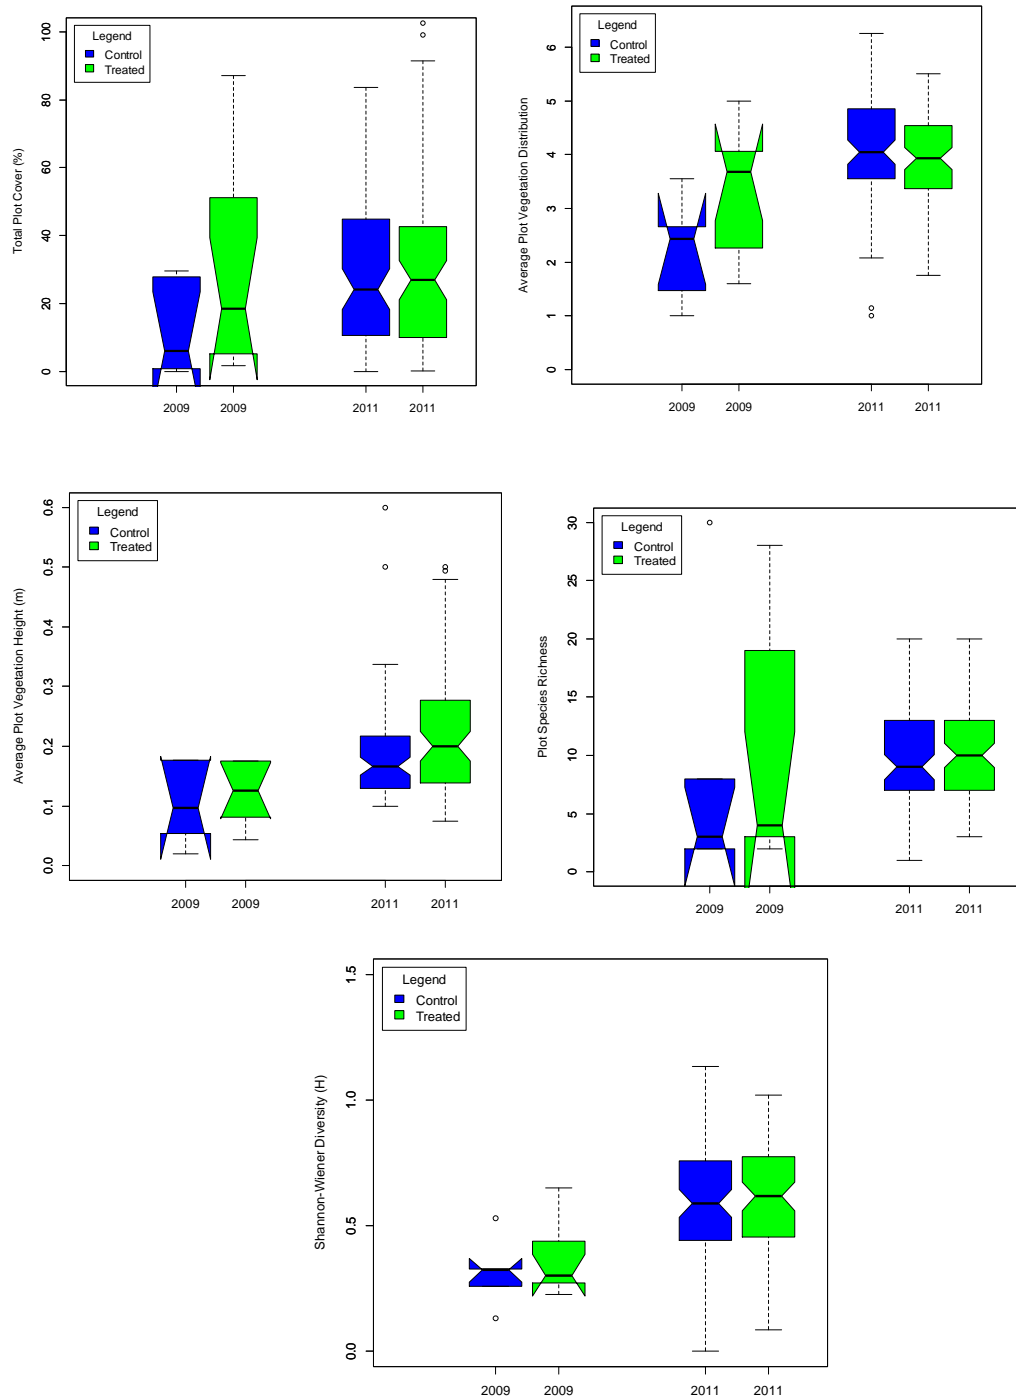 Total Plot Cover (%)
100
80
60
40
20
0
Legend
Control
Treated
2009
2009
2011
2011
Average Plot Vegetation Distribution
6
5
4
3
2
1
0
Legend
Control
Treated
2009
2009
2011
2011
Average Plot Vegetation Height (m)
0.6
0.5
0.4
0.3
0.2
0.1
0.0
Legend
Control
Treated
2009
2009
2011
2011
Plot Species Richness
30
25
20
15
10
5
0
Legend
Control
Treated
2009
2009
2011
2011
Shannon-Wiener Diversity (H)
1.5
1.0
0.5
0.0
Legend
Control
Treated
2009
2009
2011
2011